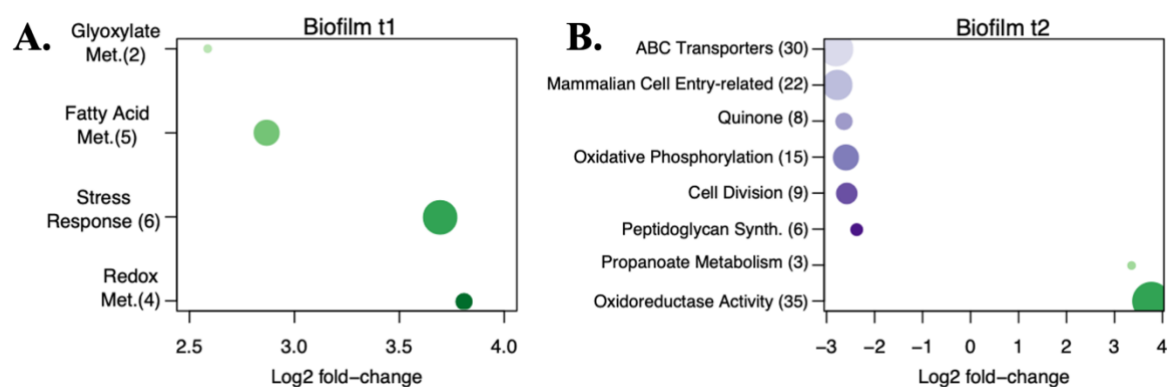 A.
Biofilm t1
Glyoxylate
Met.(2)
Fatty Acid
Met.(5)
Stress
Response (6)
Redox
Met.(4)
2.5 3.0 3.5 4.0
Log2 fold−change
B.
Biofilm t2
ABC Transporters (30)
Mammalian Cell Entry-related (22)
Quinone (8)
Oxidative Phosphorylation (15)
Cell Division (9)
Peptidoglycan Synth. (6)
Propanoate Metabolism (3)
Oxidoreductase Activity (35)
−3 −2 −1 0 1 2 3 4
Log2 fold−change